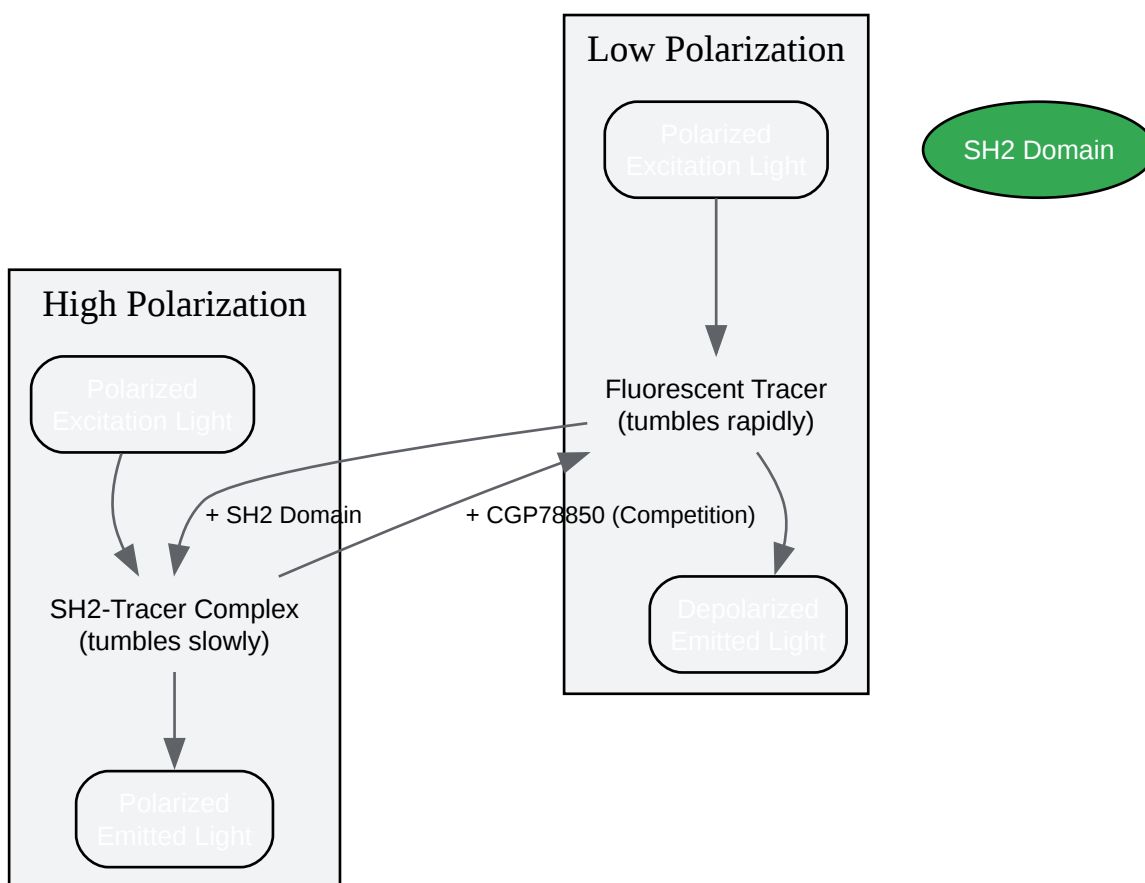 Low Polarization
Polarized
Excitation Light
SH2 Domain
High Polarization
Polarized
Excitation Light
Fluorescent Tracer
(tumbles rapidly)
+ SH2 Domain
+ CGP78850 (Competition)
SH2-Tracer Complex
(tumbles slowly)
Depolarized
Emitted Light
Polarized
Emitted Light